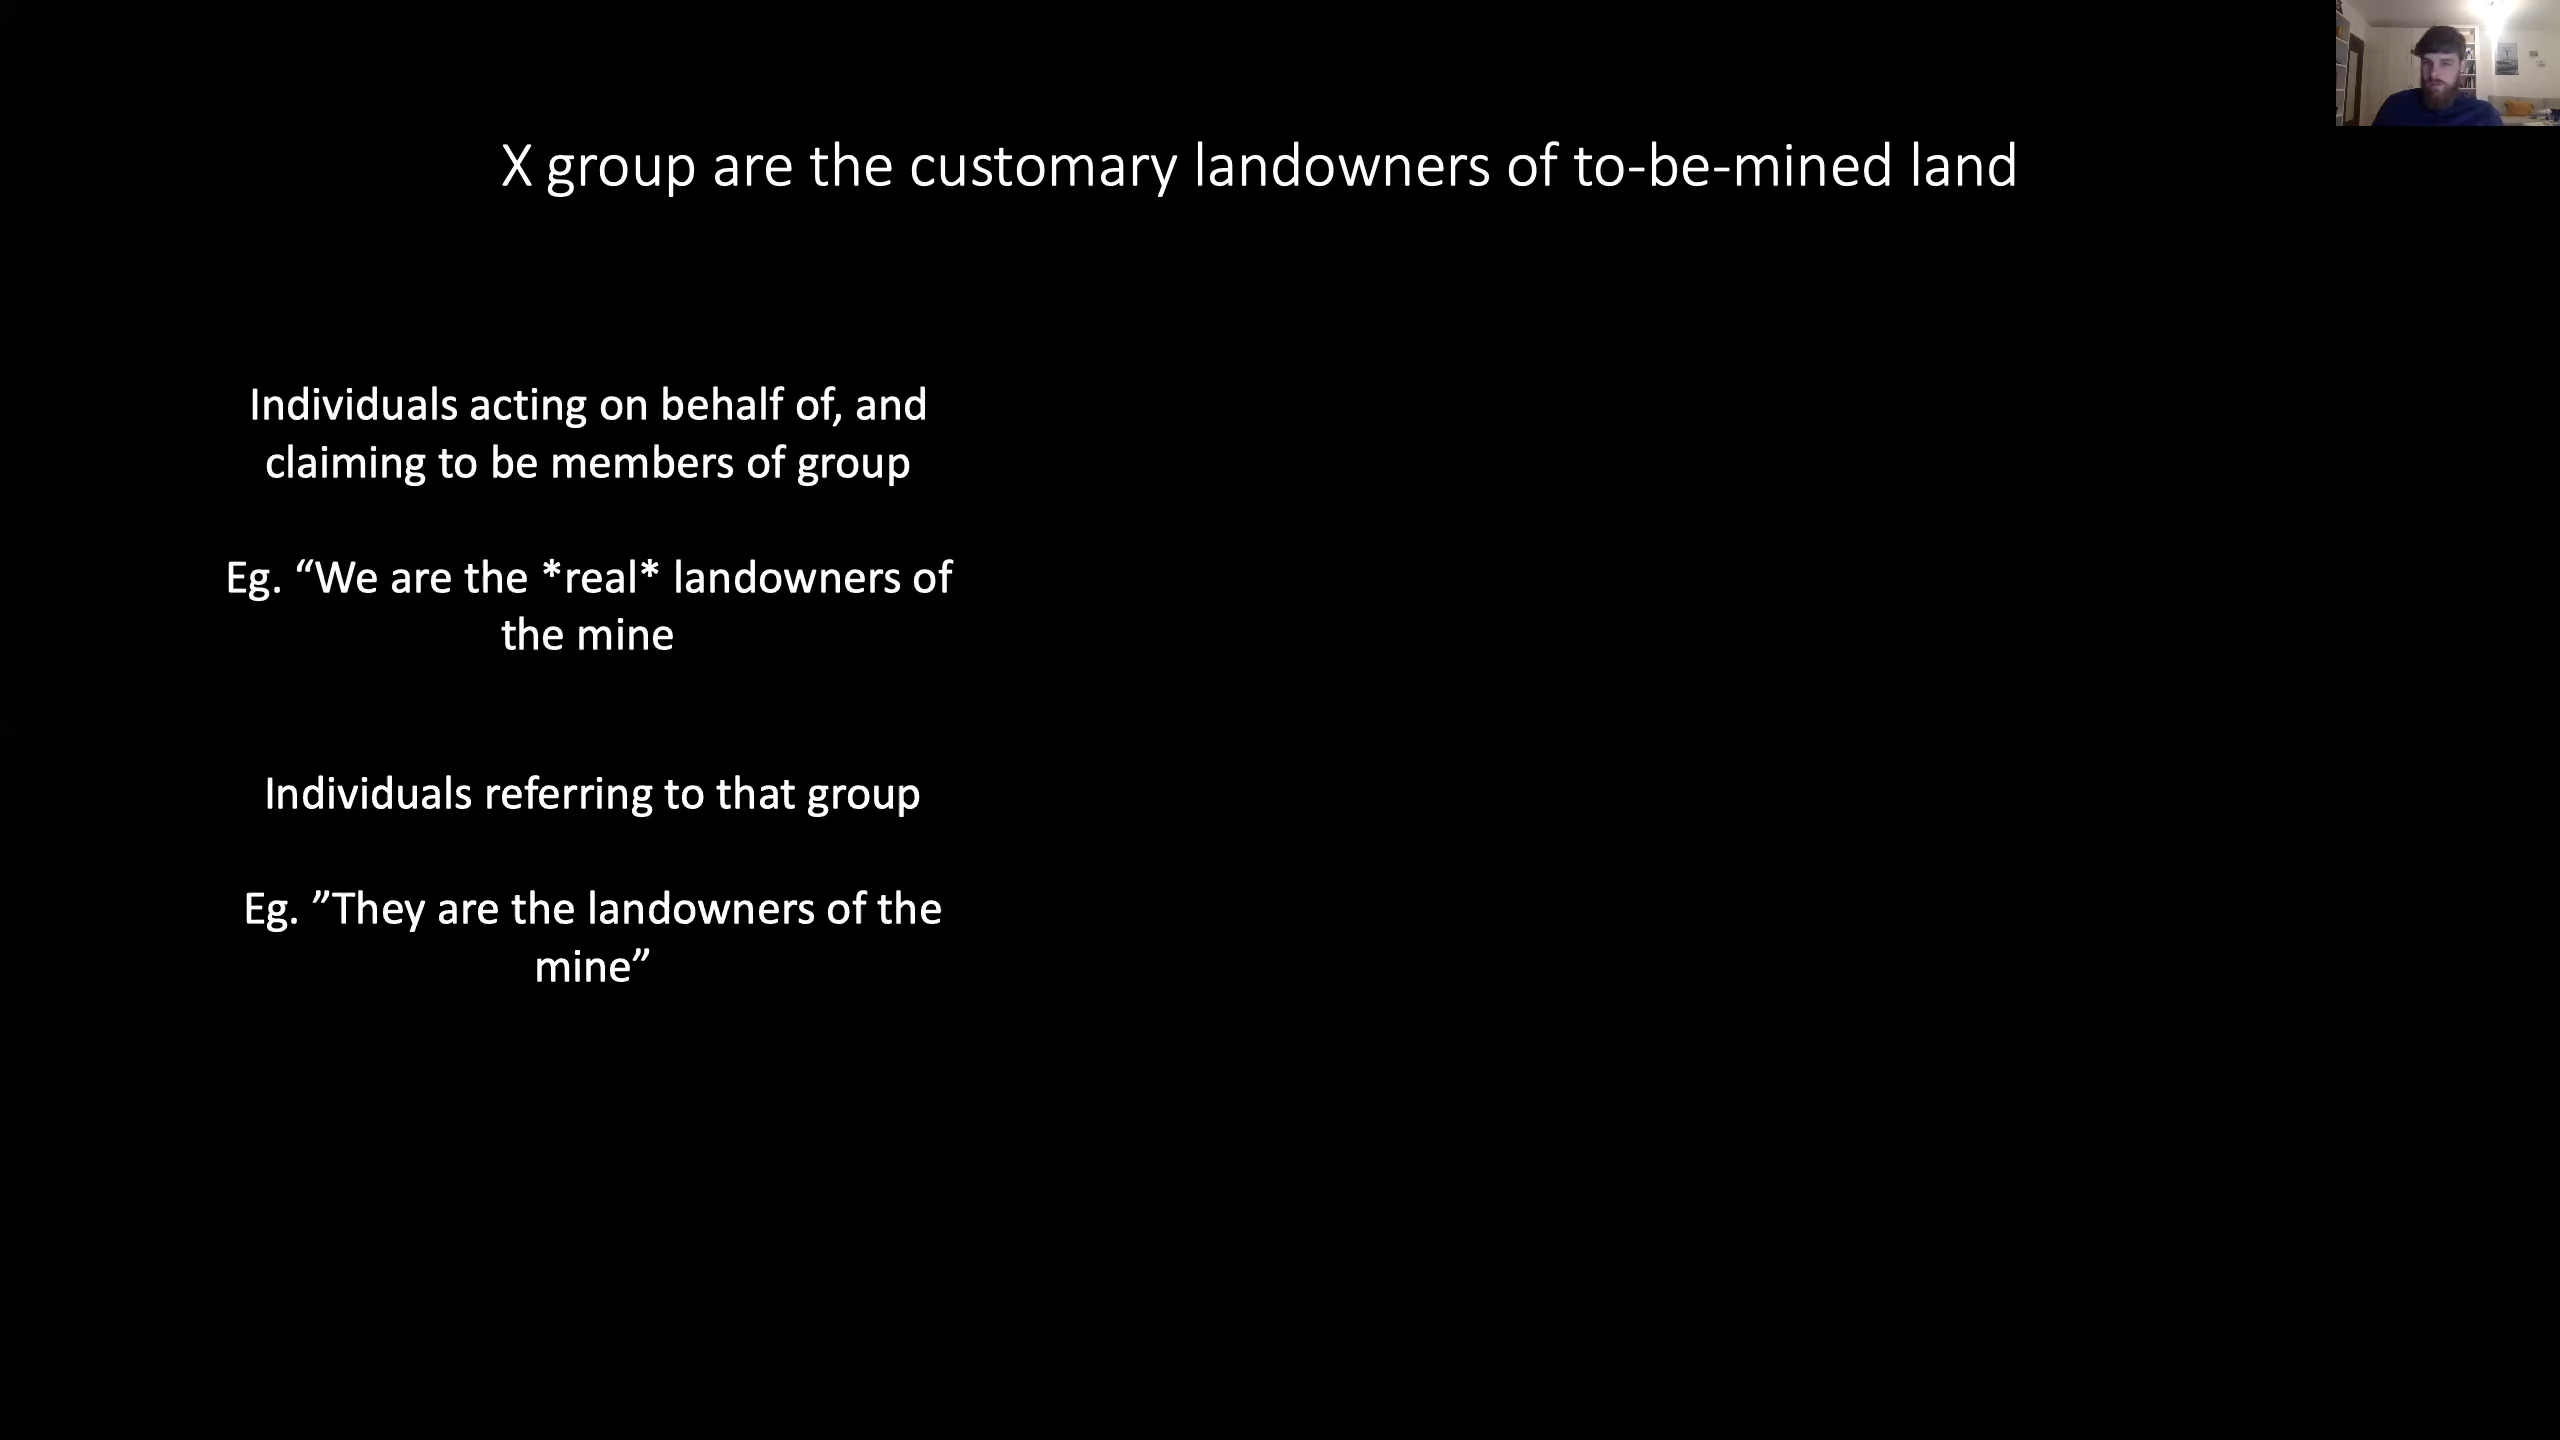 X group are the customary landowners of to-be-mined land
Individuals acting on behalf of, and
claiming to be members of group
Eg. “We are the *real* landowners of
the mine
Individuals referring to that group
Eg. ”They are the landowners of the
mine”